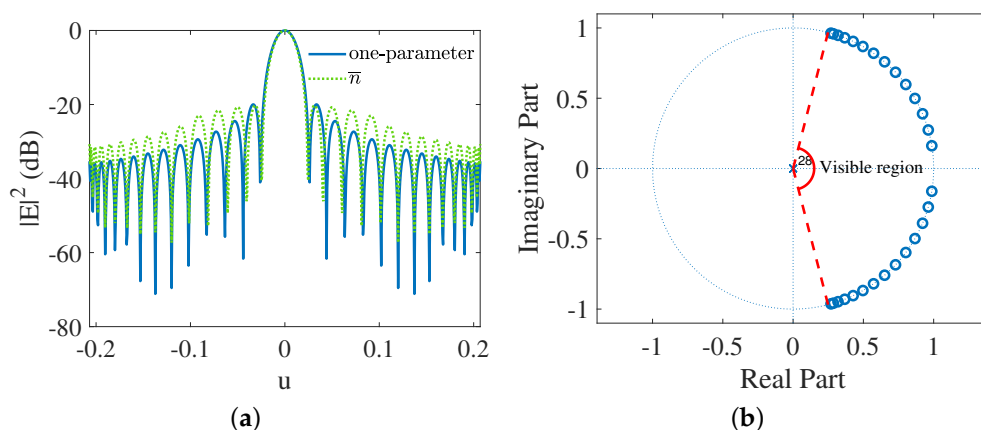 0
-20
-40
-60
-80
|E|² (dB)
-0.2 -0.1 0 0.1 0.2
u
one-parameter
n̅
(a)
1
0.5
0
-0.5
-1
Imaginary Part
28
Visible region
-1 -0.5 0 0.5 1
Real Part
(b)